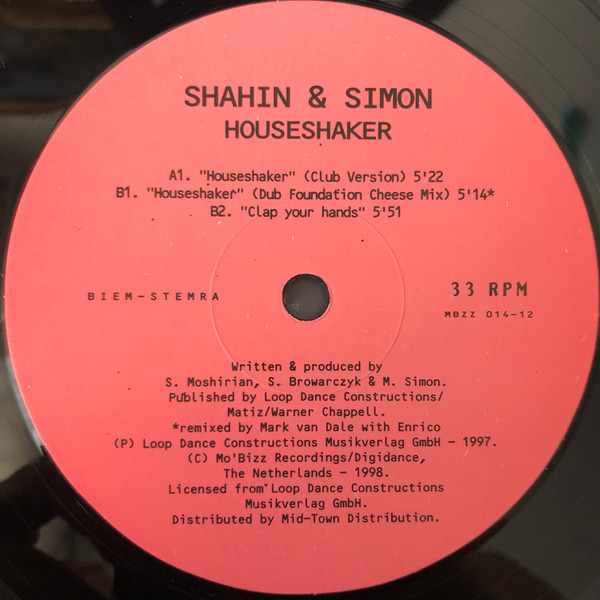 SHAHIN & SIMON
HOUSESHAKER
A1. "Houseshaker" (Club Version) 5'22
B1. "Houseshaker" (Dub Foundation Cheese Mix) 5'14*
B2. "Clap your hands" 5'51
BIEM-STEMRA
33 RPM
MBZZ 014-12
Written & produced by
S. Moshirian, S. Browarczyk & M. Simon.
Published by Loop Dance Constructions/
Matiz/Warner Chappell.
*remixed by Mark van Dale with Enrico
(P) Loop Dance Constructions Musikverlag GmbH - 1997.
(C) Mo'Bizz Recordings/Digidance,
The Netherlands - 1998.
Licensed from Loop Dance Constructions
Musikverlag GmbH.
Distributed by Mid-Town Distribution.